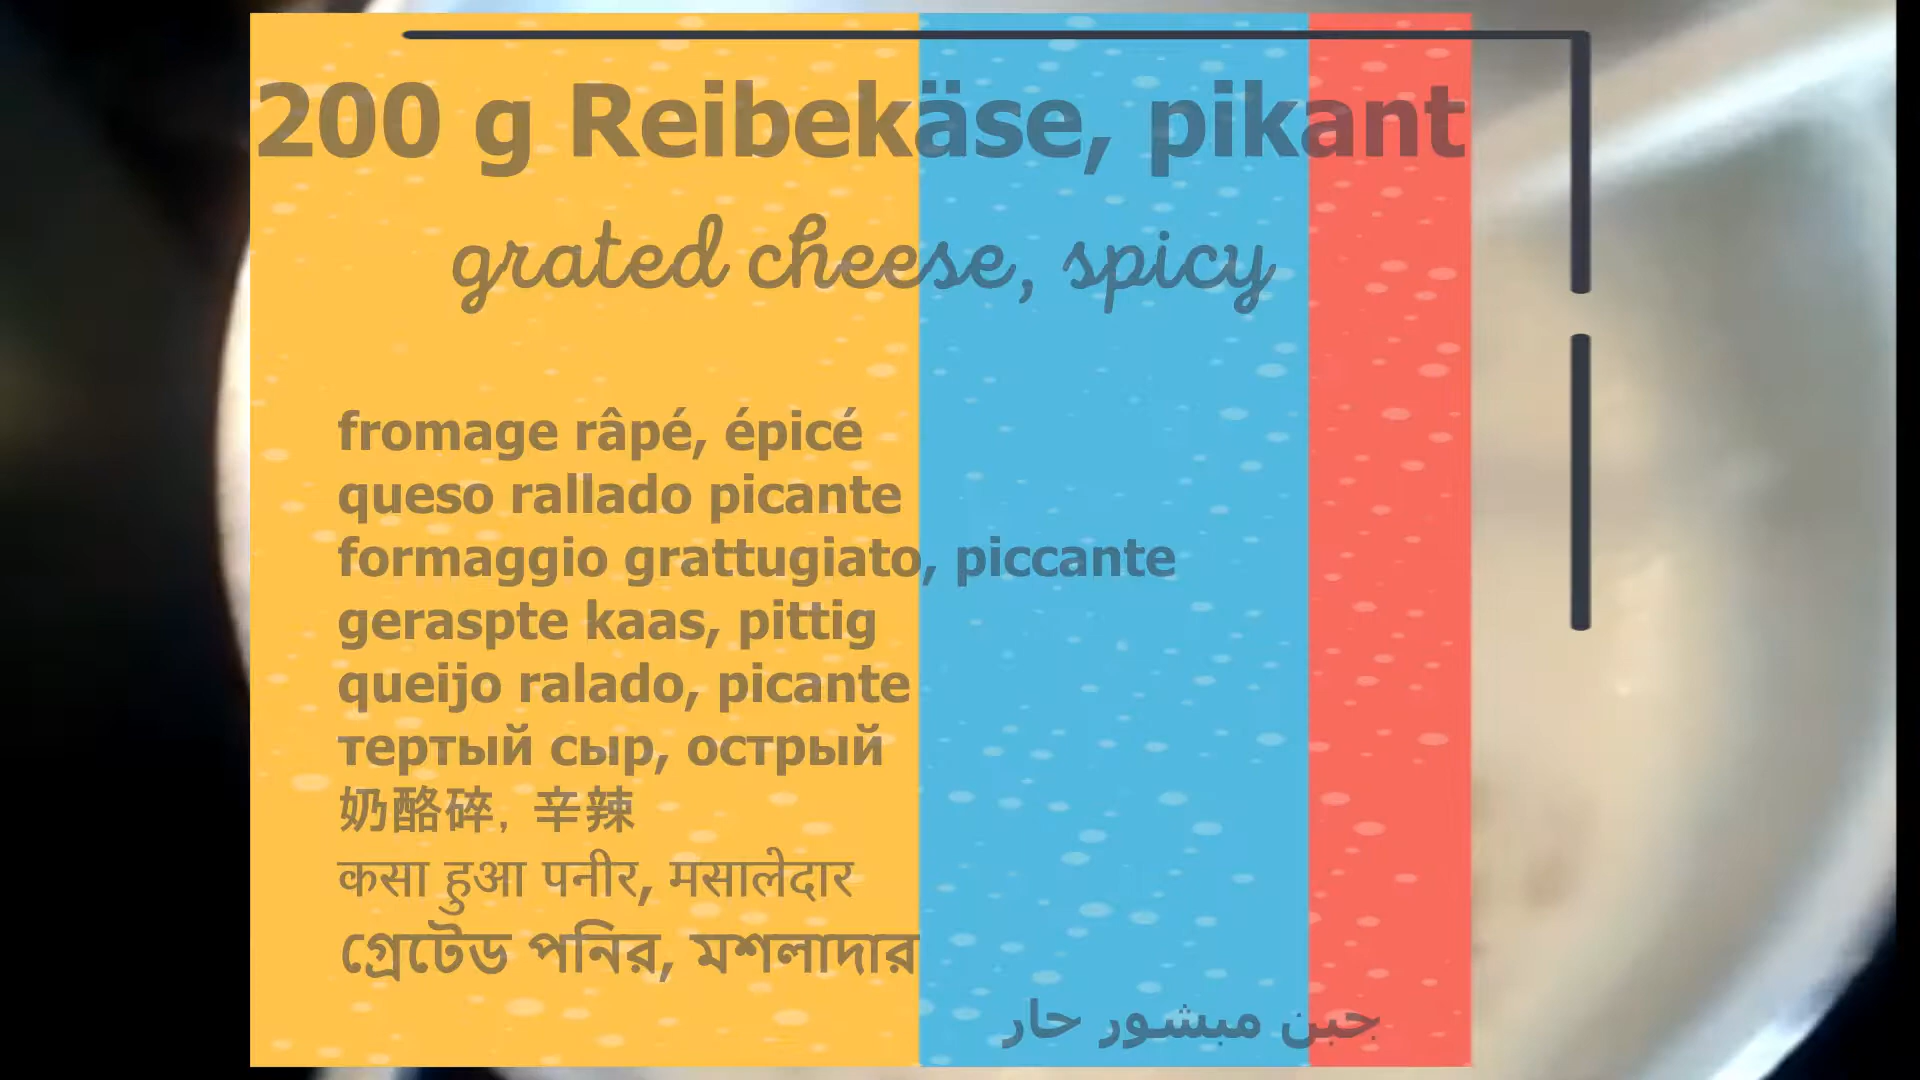 200 g Reibekäse, pikant
grated cheese, spicy
fromage râpé, épicé
queso rallado picante
formaggio grattugiato, piccante
geraspte kaas, pittig
queijo ralado, picante
тертый сыр, острый
奶酪碎，辛辣
कसा हुआ पनीर, मसालेदार
গ্রেটেড পনির, মশলাদার
جبن مبشور حار